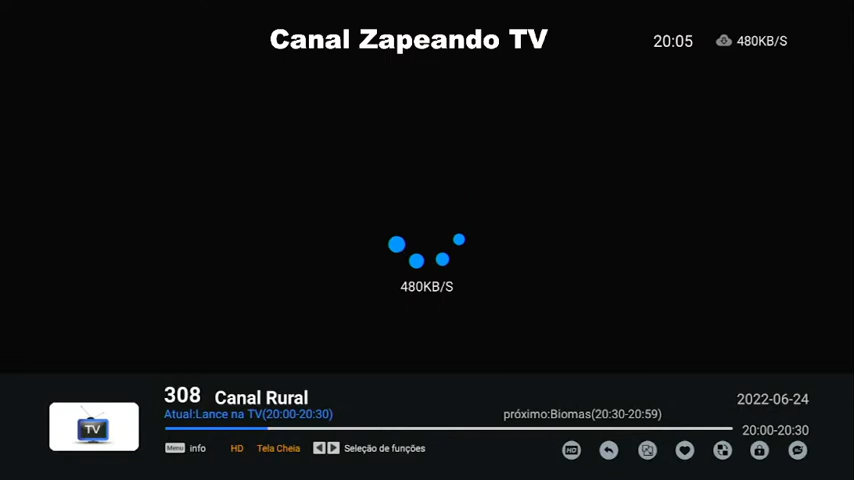 Canal Zapeando TV
20:05
480KB/S
480KB/S
308 Canal Rural
2022-06-24
Atual:Lance na TV(20:00-20:30)
próximo:Biomas(20:30-20:59)
20:00-20:30
TV
Menu info HD Tela Cheia Seleção de funções
HD